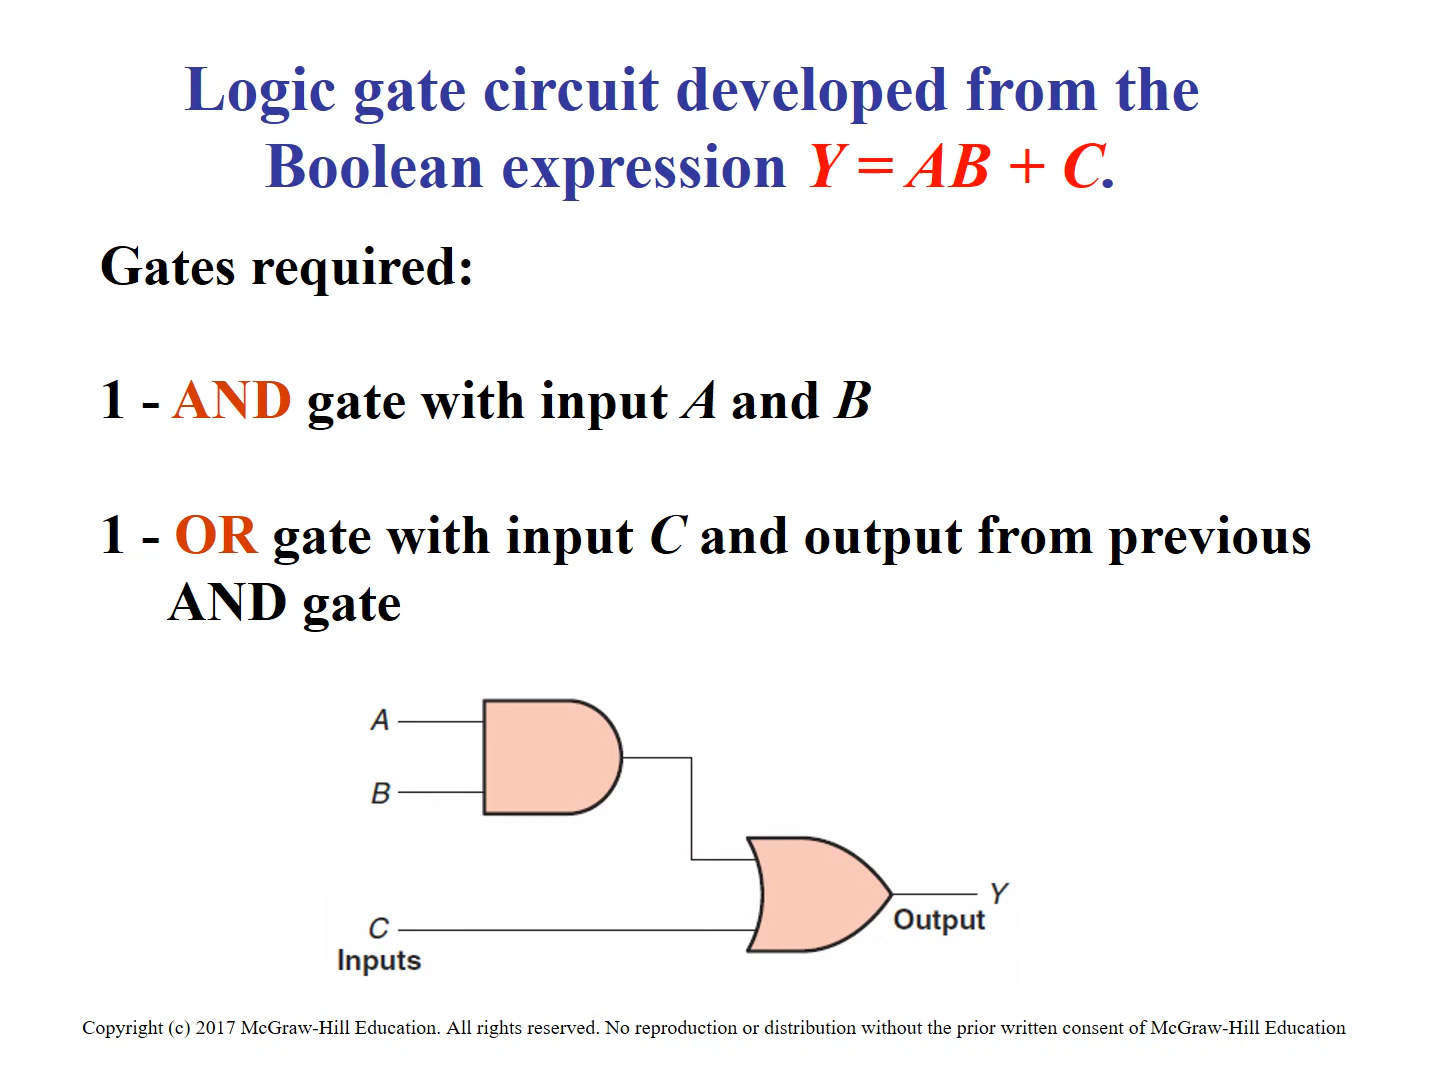 Logic gate circuit developed from the
Boolean expression Y = AB + C.
Gates required:
1 - AND gate with input A and B
1 - OR gate with input C and output from previous
AND gate
A
B
C
Inputs
Y
Output
Copyright (c) 2017 McGraw-Hill Education. All rights reserved. No reproduction or distribution without the prior written consent of McGraw-Hill Education